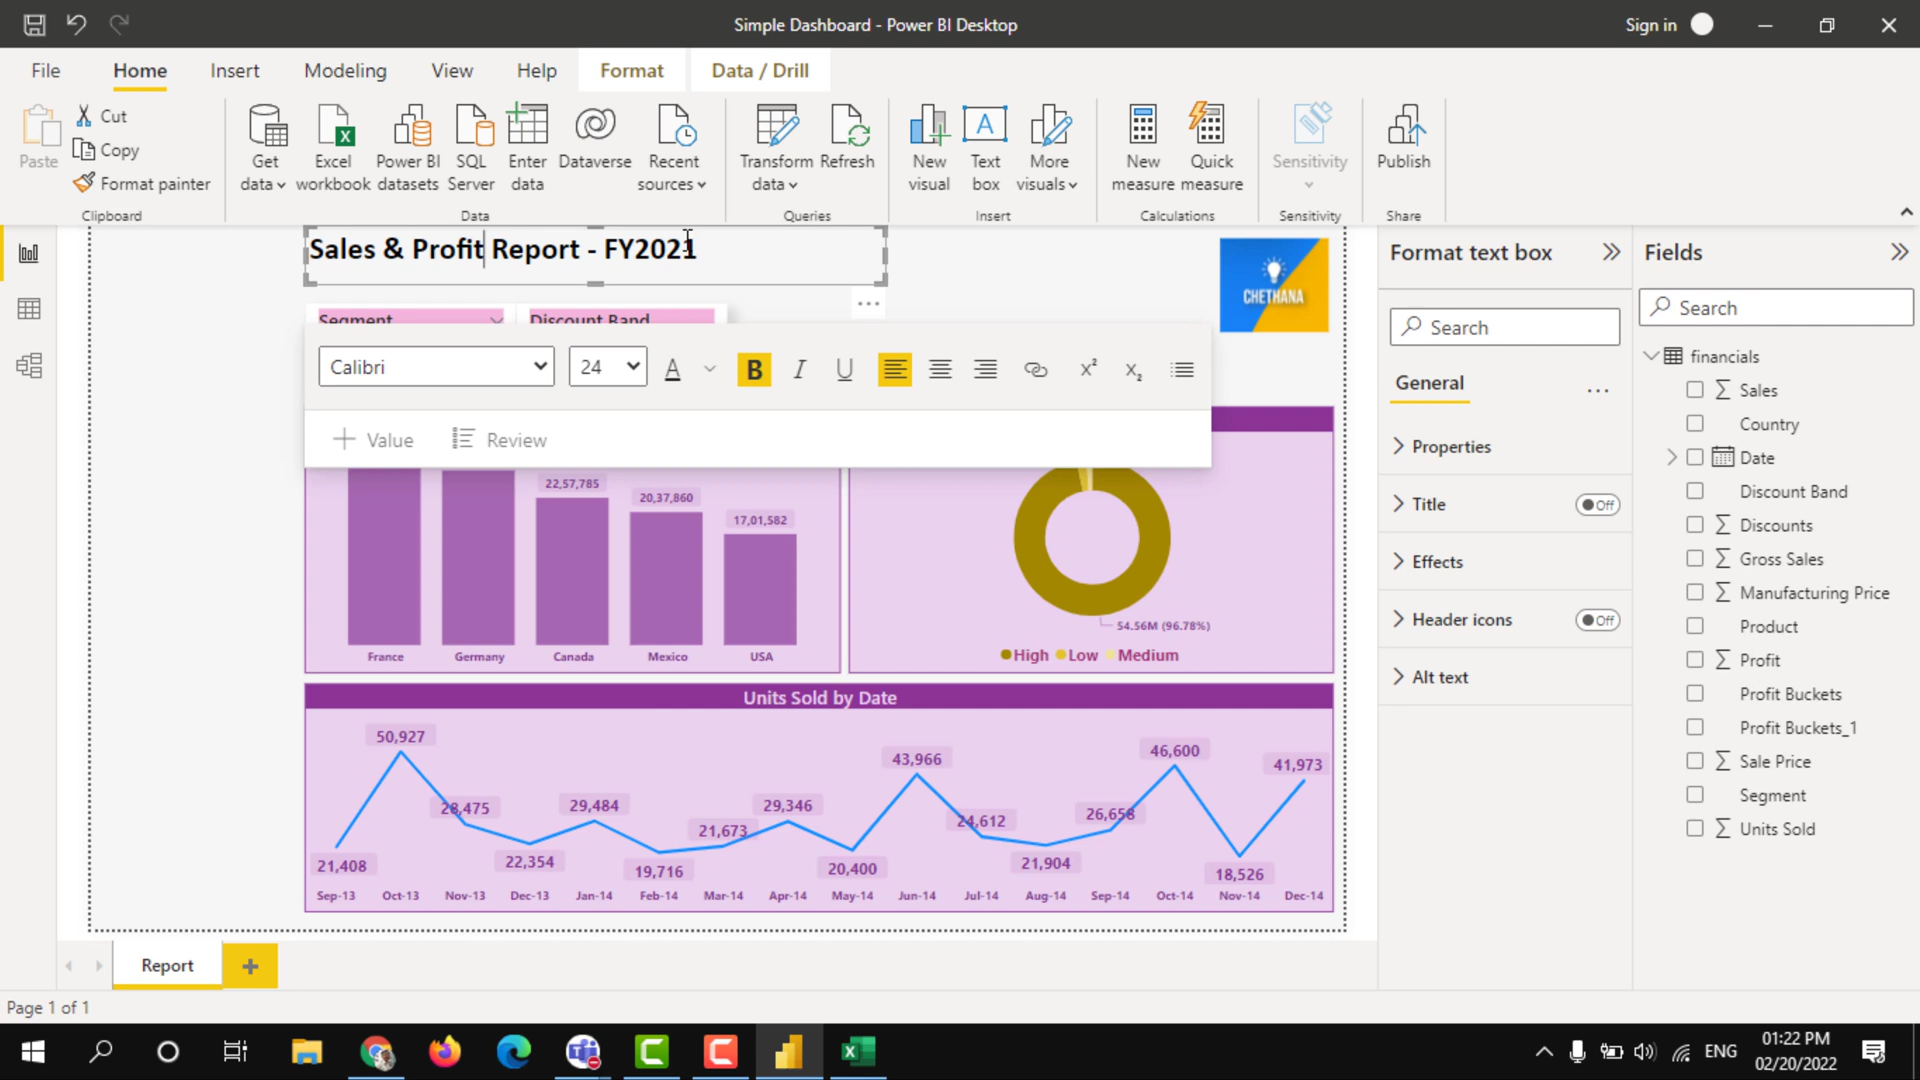 Simple Dashboard - Power BI Desktop
Sign in
File
Home
Insert
Modeling
View
Help
Format
Data / Drill
Paste
Cut
Copy
Format painter
Clipboard
Get data
Excel workbook
Power BI datasets
SQL Server
Enter data
Dataverse
Recent sources
Data
Transform data
Refresh
Queries
New visual
Text box
More visuals
Insert
New measure
Quick measure
Calculations
Sensitivity
Sensitivity
Publish
Share
Sales & Profit Report - FY2021
CHETHANA
Segment
Discount Band
Calibri
24
Value
Review
22,57,785
20,37,860
17,01,582
France
Germany
Canada
Mexico
USA
54.56M (96.78%)
High
Low
Medium
Units Sold by Date
50,927
43,966
46,600
41,973
28,475
29,484
29,346
21,673
24,612
26,658
21,408
22,354
19,716
20,400
21,904
18,526
Sep-13
Oct-13
Nov-13
Dec-13
Jan-14
Feb-14
Mar-14
Apr-14
May-14
Jun-14
Jul-14
Aug-14
Sep-14
Oct-14
Nov-14
Dec-14
Format text box
Search
General
Properties
Title
Off
Effects
Header icons
Off
Alt text
Fields
Search
financials
Sales
Country
Date
Discount Band
Discounts
Gross Sales
Manufacturing Price
Product
Profit
Profit Buckets
Profit Buckets_1
Sale Price
Segment
Units Sold
Report
Page 1 of 1
ENG
01:22 PM
02/20/2022